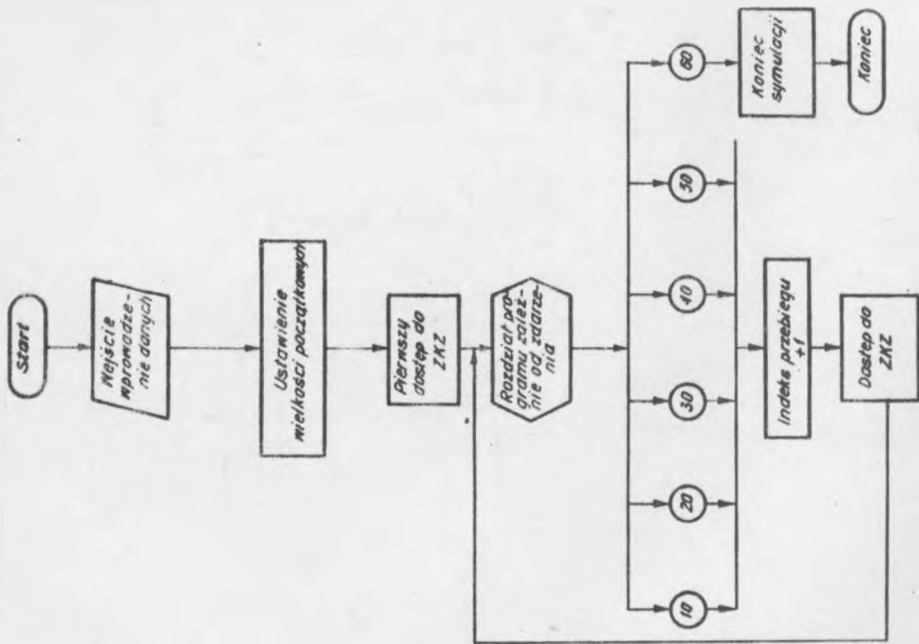 Start
Wejście
wprowadze-
nie danych
Ustawienie
wielkości początkowych
Pierwszy
dostęp do
ZKZ
Rozdział pro-
gramu zależ-
nie od zdarze-
nia
10
20
30
40
50
60
Koniec
symulacji
Koniec
Indeks przebiegu
+1
Dostęp do
ZKZ